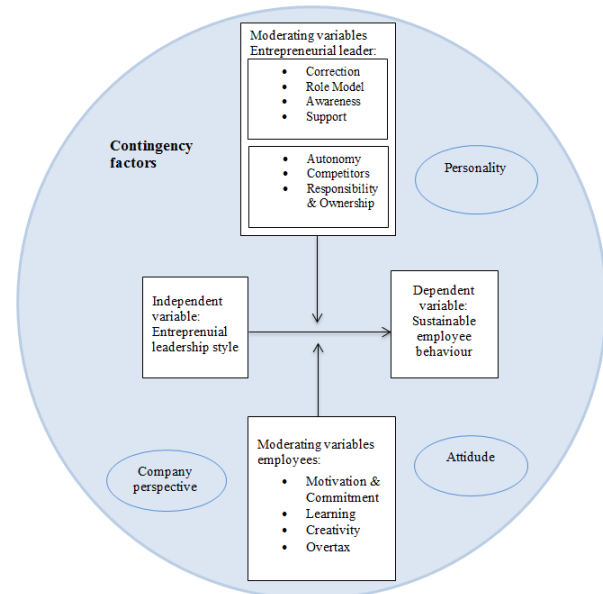 Moderating variables
Entrepreneurial leader:
• Correction
• Role Model
• Awareness
• Support
Contingency
factors
• Autonomy
• Competitors
• Responsibility
& Ownership
Personality
Independent
variable:
Entreprenuial
leadership style
Dependent
variable:
Sustainable
employee
behaviour
Moderating variables
employees:
• Motivation &
Commitment
• Learning
• Creativity
• Overtax
Company
perspective
Attidude